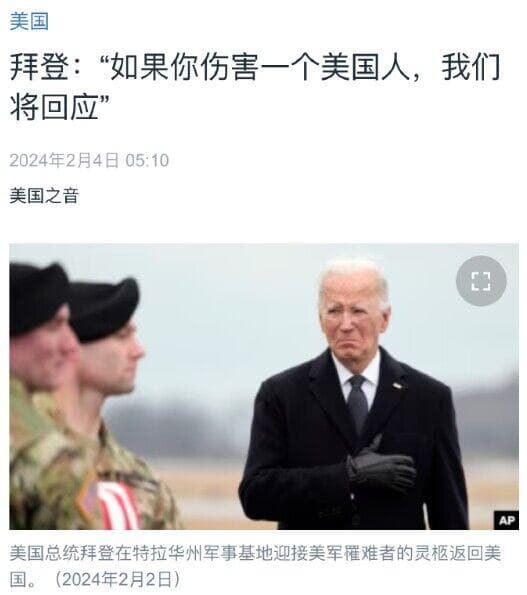 美国
拜登：“如果你伤害一个美国人，我们
将回应”
2024年2月4日 05:10
美国之音
AP
美国总统拜登在特拉华州军事基地迎接美军罹难者的灵柩返回美
国。（2024年2月2日）